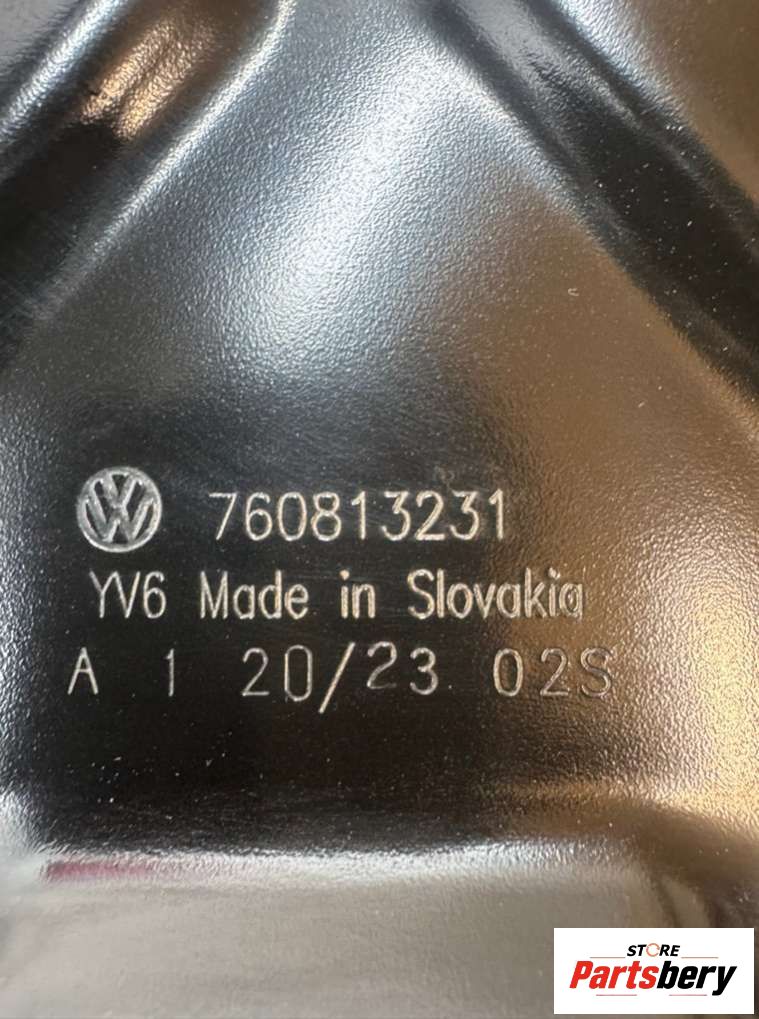 760813231
YV6 Made in Slovakia
A 1 20/23 02S
STORE
Partsbery